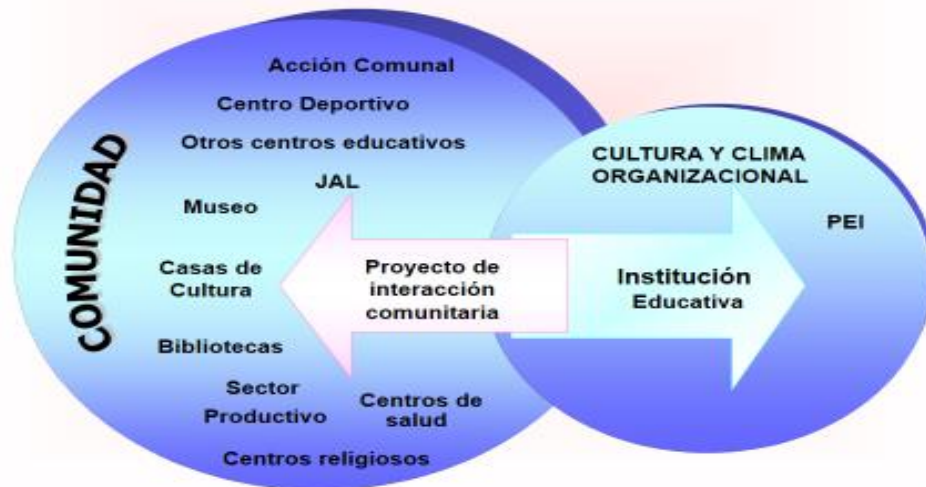 COMUNIDAD
Acción Comunal
Centro Deportivo
Otros centros educativos
JAL
Museo
Casas de
Cultura
Bibliotecas
Sector
Productivo
Centros de
salud
Centros religiosos
Proyecto de
interacción
comunitaria
CULTURA Y CLIMA
ORGANIZACIONAL
PEI
Institución
Educativa